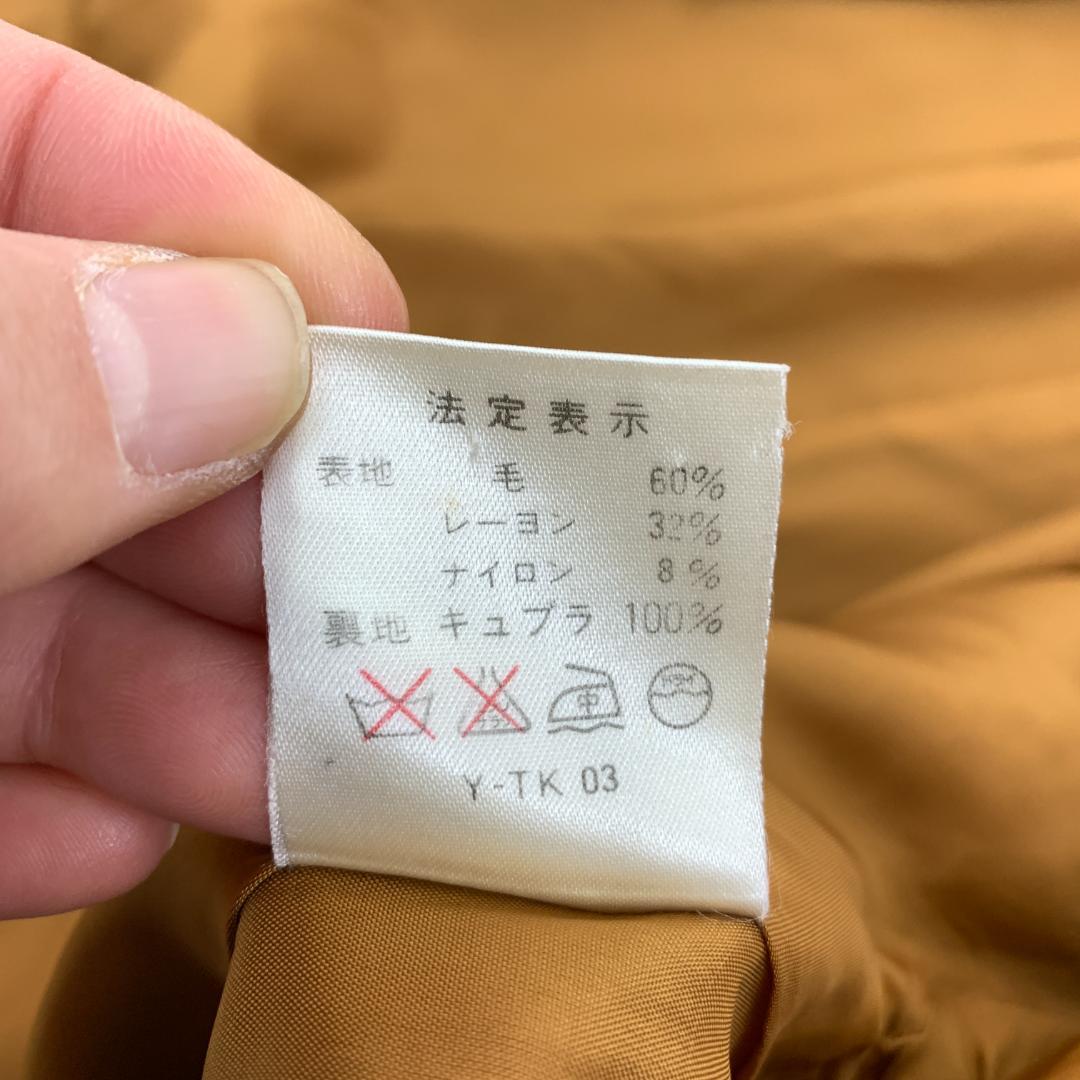 法定表示
表地 毛 60%
レーヨン 32%
ナイロン 8%
裏地 キュプラ 100%
中
Y-TK 03